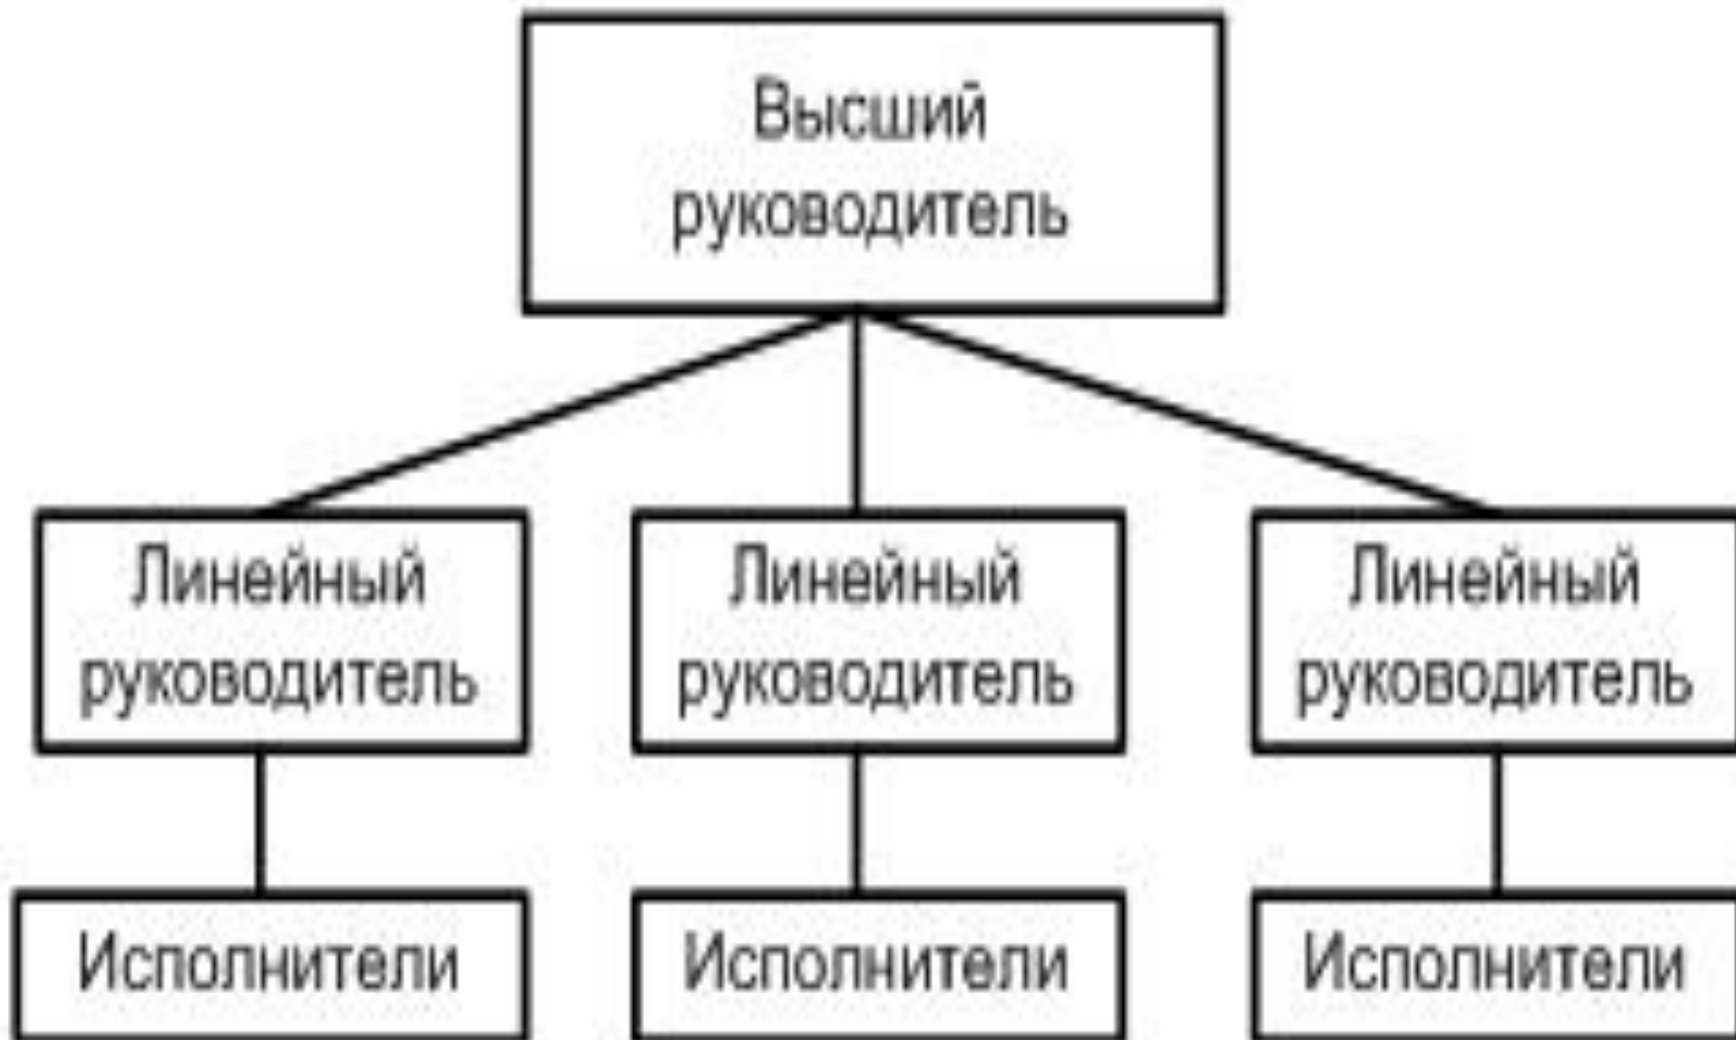 Высший
руководитель
Линейный
руководитель
Линейный
руководитель
Линейный
руководитель
Исполнители
Исполнители
Исполнители